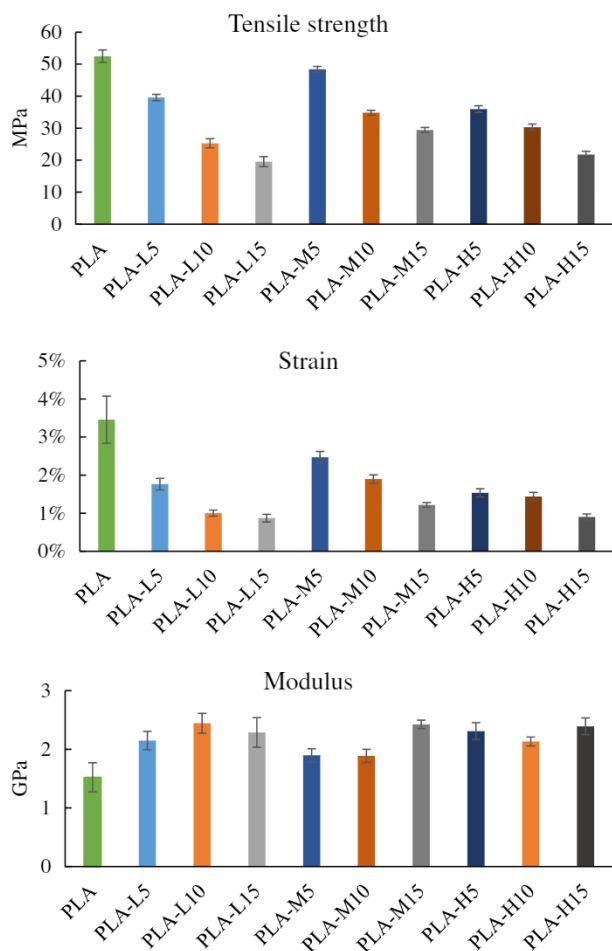 Tensile strength
60
50
40
30
20
10
0
MPa
PLA
PLA-L5
PLA-L10
PLA-L15
PLA-M5
PLA-M10
PLA-M15
PLA-H5
PLA-H10
PLA-H15
Strain
5%
4%
3%
2%
1%
0%
PLA
PLA-L5
PLA-L10
PLA-L15
PLA-M5
PLA-M10
PLA-M15
PLA-H5
PLA-H10
PLA-H15
Modulus
3
2
1
0
GPa
PLA
PLA-L5
PLA-L10
PLA-L15
PLA-M5
PLA-M10
PLA-M15
PLA-H5
PLA-H10
PLA-H15